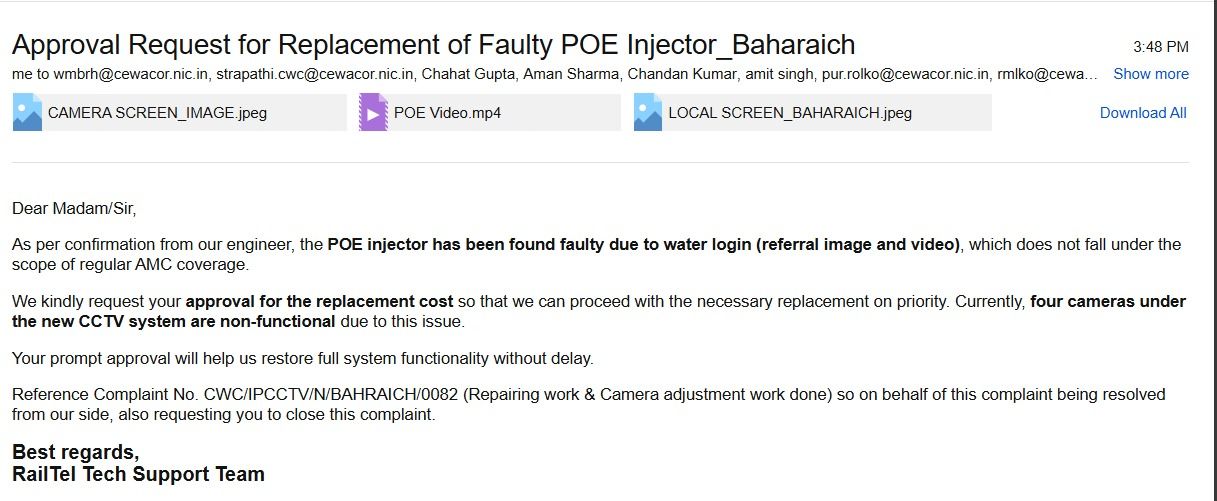 Approval Request for Replacement of Faulty POE Injector_Baharaich
3:48 PM
me to wmbrh@cewacor.nic.in, strapathi.cwc@cewacor.nic.in, Chahat Gupta, Aman Sharma, Chandan Kumar, amit singh, pur.rolko@cewacor.nic.in, rmlko@cewa… Show more
CAMERA SCREEN_IMAGE.jpeg
POE Video.mp4
LOCAL SCREEN_BAHARAICH.jpeg
Download All
Dear Madam/Sir,
As per confirmation from our engineer, the POE injector has been found faulty due to water login (referral image and video), which does not fall under the
scope of regular AMC coverage.
We kindly request your approval for the replacement cost so that we can proceed with the necessary replacement on priority. Currently, four cameras under
the new CCTV system are non-functional due to this issue.
Your prompt approval will help us restore full system functionality without delay.
Reference Complaint No. CWC/IPCCTV/N/BAHRAICH/0082 (Repairing work & Camera adjustment work done) so on behalf of this complaint being resolved
from our side, also requesting you to close this complaint.
Best regards,
RailTel Tech Support Team